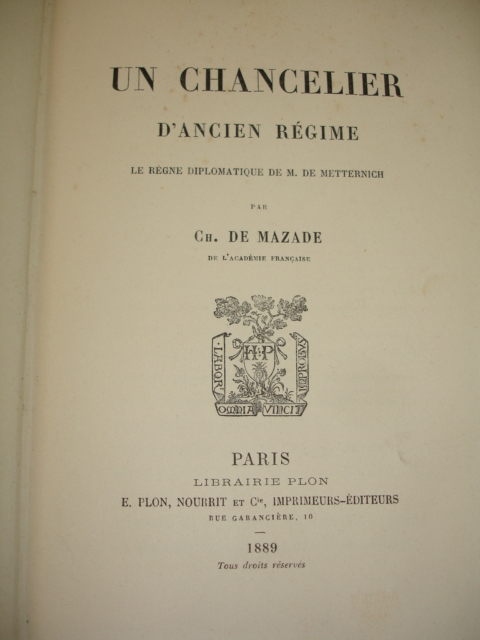 UN CHANCELIER
D'ANCIEN RÉGIME
LE RÈGNE DIPLOMATIQUE DE M. DE METTERNICH
PAR
CH. DE MAZADE
DE L'ACADÉMIE FRANÇAISE
LABOR
H·P
IMPROBVS
OMNIA VINCIT
PARIS
LIBRAIRIE PLON
E. PLON, NOURRIT ET Cie, IMPRIMEURS-ÉDITEURS
RUE GARANCIÈRE, 10
1889
Tous droits réservés